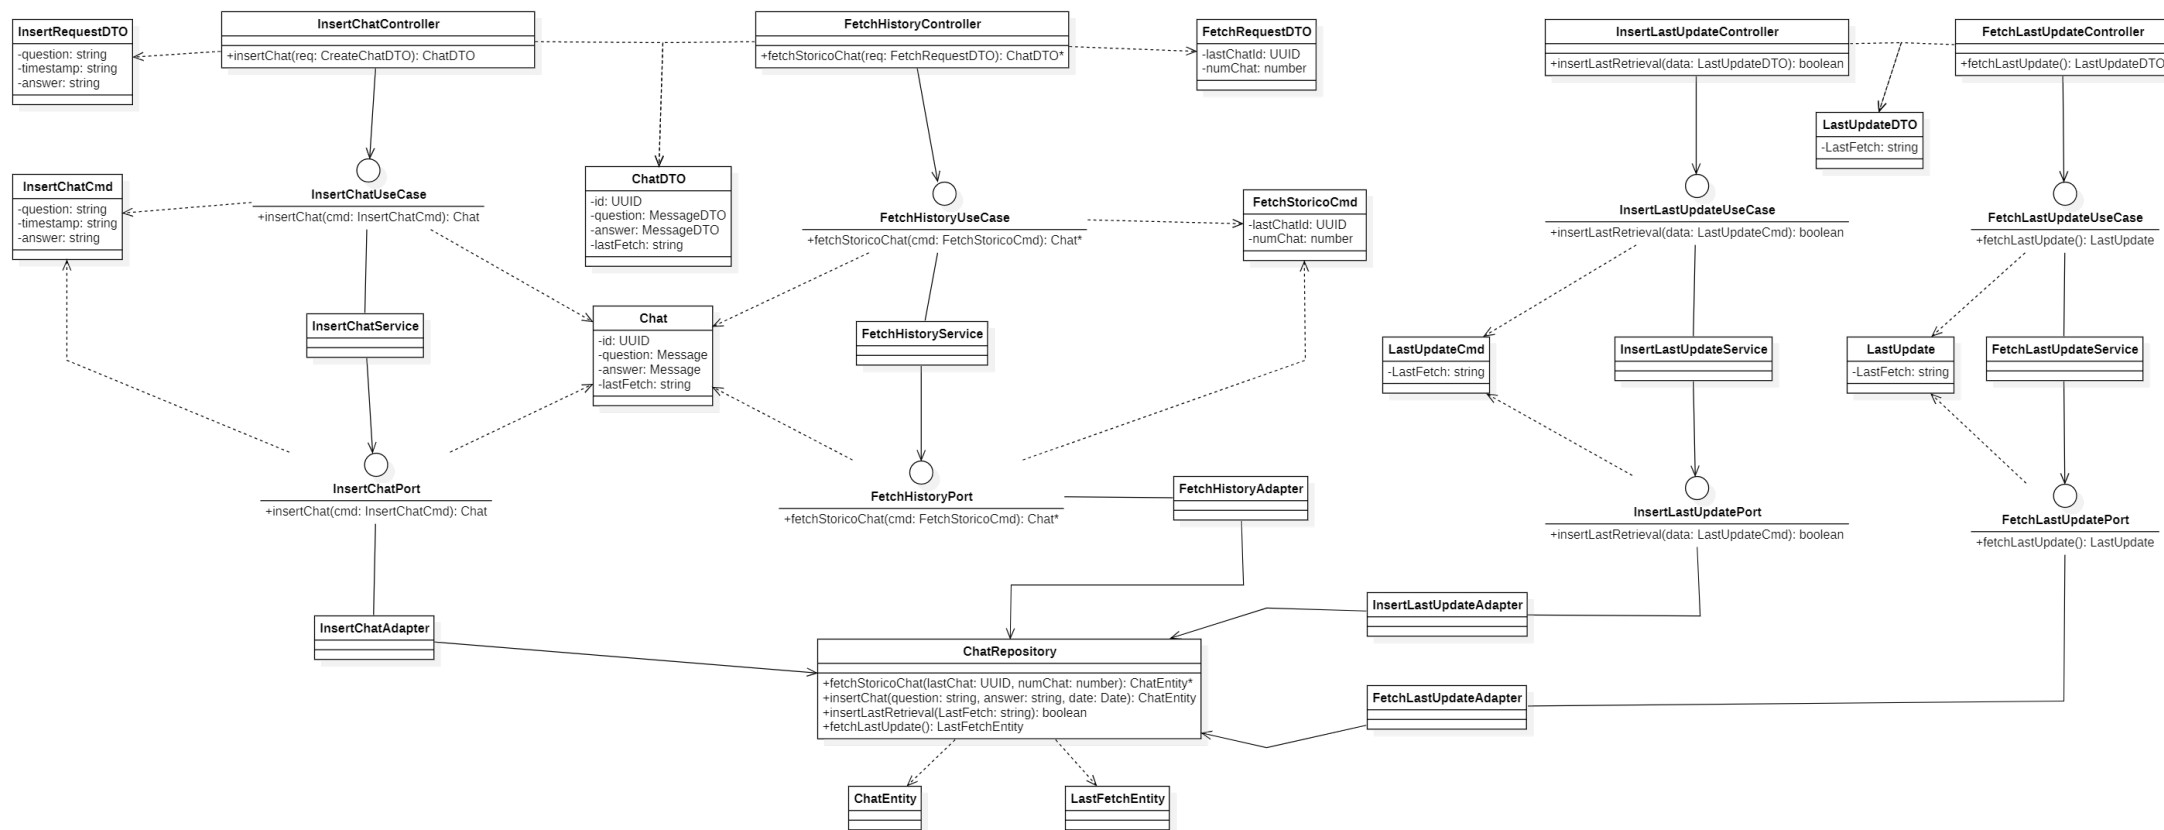 InsertRequestDTO
-question: string
-timestamp: string
-answer: string
InsertChatController
+insertChat(req: CreateChatDTO): ChatDTO
FetchHistoryController
+fetchStoricoChat(req: FetchRequestDTO): ChatDTO*
FetchRequestDTO
-lastChatId: UUID
-numChat: number
InsertLastUpdateController
+insertLastRetrieval(data: LastUpdateDTO): boolean
FetchLastUpdateController
+fetchLastUpdate(): LastUpdateDTO
LastUpdateDTO
-LastFetch: string
InsertChatCmd
-question: string
-timestamp: string
-answer: string
InsertChatUseCase
+insertChat(cmd: InsertChatCmd): Chat
ChatDTO
-id: UUID
-question: MessageDTO
-answer: MessageDTO
-lastFetch: string
FetchHistoryUseCase
+fetchStoricoChat(cmd: FetchStoricoCmd): Chat*
FetchStoricoCmd
-lastChatId: UUID
-numChat: number
InsertLastUpdateUseCase
+insertLastRetrieval(data: LastUpdateCmd): boolean
FetchLastUpdateUseCase
+fetchLastUpdate(): LastUpdate
InsertChatService
Chat
-id: UUID
-question: Message
-answer: Message
-lastFetch: string
FetchHistoryService
LastUpdateCmd
-LastFetch: string
InsertLastUpdateService
LastUpdate
-LastFetch: string
FetchLastUpdateService
InsertChatPort
+insertChat(cmd: InsertChatCmd): Chat
FetchHistoryPort
+fetchStoricoChat(cmd: FetchStoricoCmd): Chat*
FetchHistoryAdapter
InsertLastUpdatePort
+insertLastRetrieval(data: LastUpdateCmd): boolean
FetchLastUpdatePort
+fetchLastUpdate(): LastUpdate
InsertChatAdapter
InsertLastUpdateAdapter
ChatRepository
+fetchStoricoChat(lastChat: UUID, numChat: number): ChatEntity*
+insertChat(question: string, answer: string, date: Date): ChatEntity
+insertLastRetrieval(LastFetch: string): boolean
+fetchLastUpdate(): LastFetchEntity
FetchLastUpdateAdapter
ChatEntity
LastFetchEntity